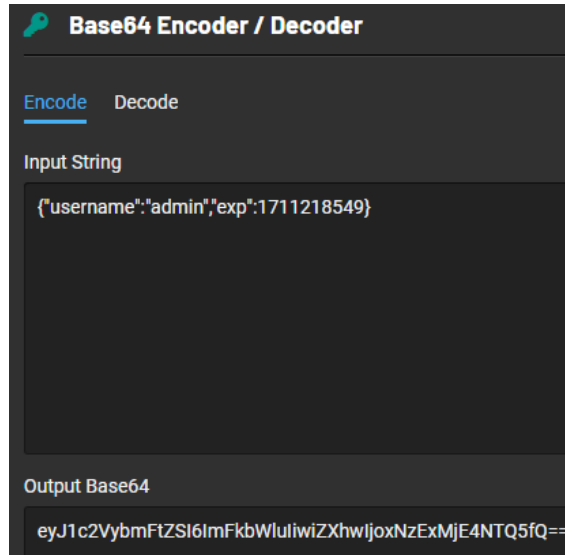 Base64 Encoder / Decoder
Encode Decode
Input String
{"username":"admin","exp":1711218549}
Output Base64
eyJ1c2VybmFtZSI6ImFkbWluIiwiZXhwIjoxNzExMjE4NTQ5fQ==